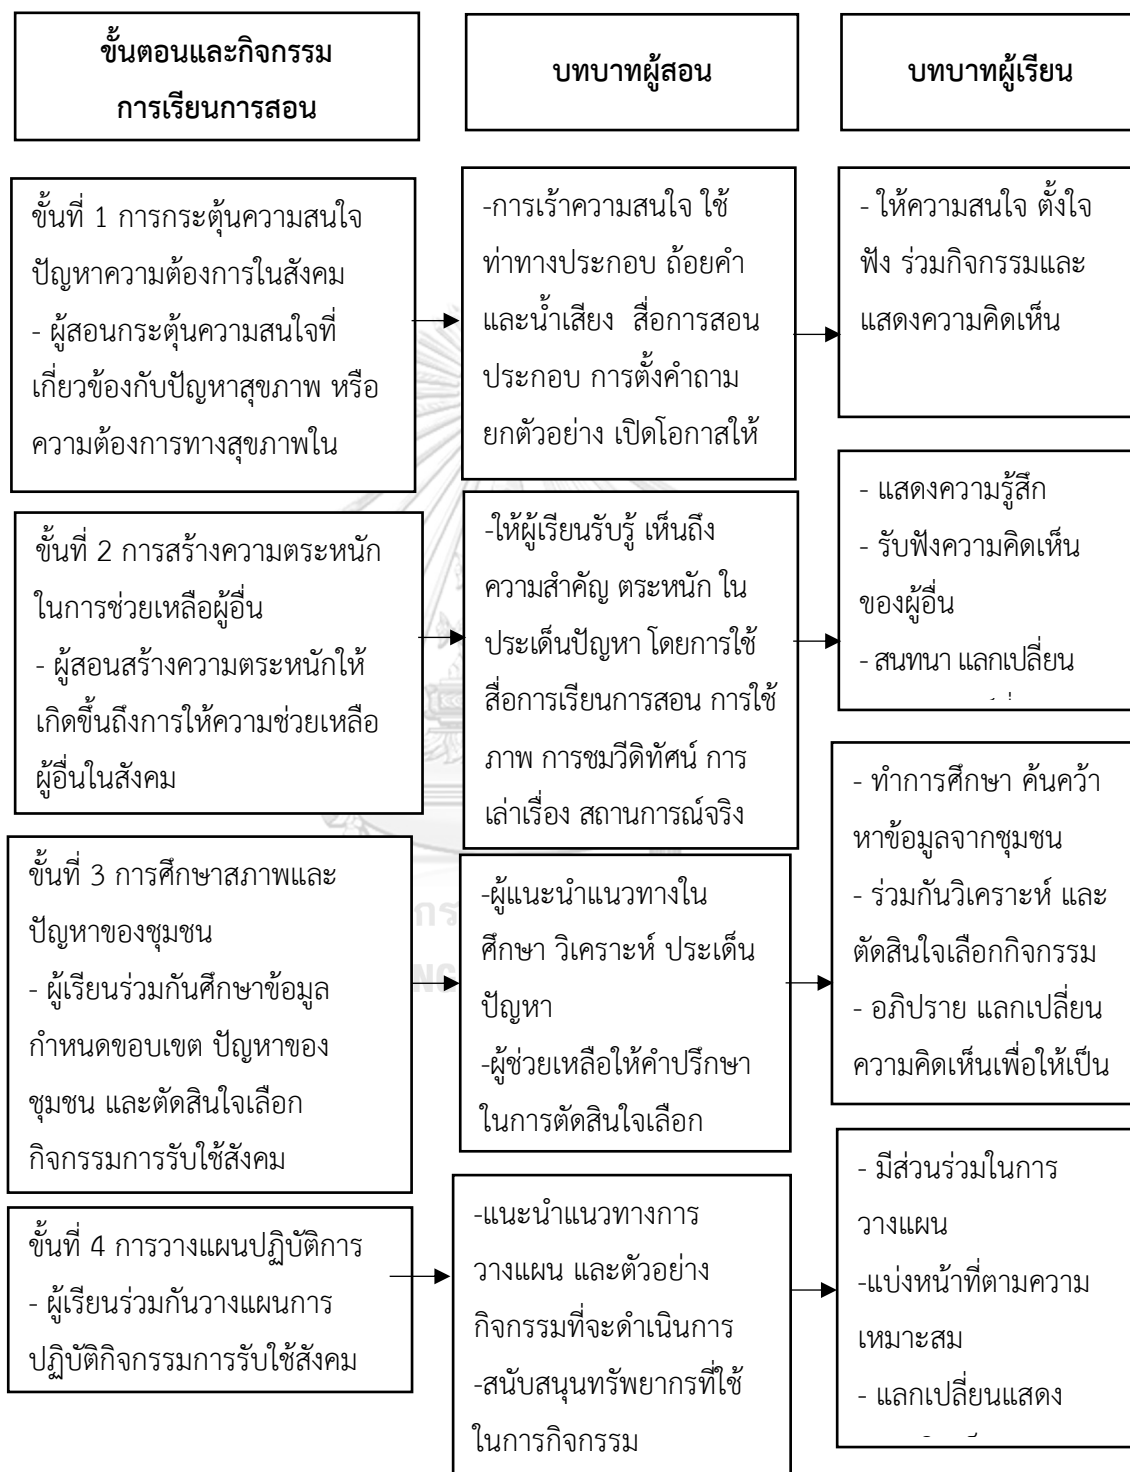 ขั้นตอนและกิจกรรม
การเรียนการสอน
บทบาทผู้สอน
บทบาทผู้เรียน
ขั้นที่ 1 การกระตุ้นความสนใจ
ปัญหาความต้องการในสังคม
- ผู้สอนกระตุ้นความสนใจที่
เกี่ยวข้องกับปัญหาสุขภาพ หรือ
ความต้องการทางสุขภาพใน
-การเร้าความสนใจ ใช้
ท่าทางประกอบ ถ้อยคำ
และน้ำเสียง สื่อการสอน
ประกอบ การตั้งคำถาม
ยกตัวอย่าง เปิดโอกาสให้
- ให้ความสนใจ ตั้งใจ
ฟัง ร่วมกิจกรรมและ
แสดงความคิดเห็น
ขั้นที่ 2 การสร้างความตระหนัก
ในการช่วยเหลือผู้อื่น
- ผู้สอนสร้างความตระหนักให้
เกิดขึ้นถึงการให้ความช่วยเหลือ
ผู้อื่นในสังคม
-ให้ผู้เรียนรับรู้ เห็นถึง
ความสำคัญ ตระหนัก ใน
ประเด็นปัญหา โดยการใช้
สื่อการเรียนการสอน การใช้
ภาพ การชมวีดิทัศน์ การ
เล่าเรื่อง สถานการณ์จริง
- แสดงความรู้สึก
- รับฟังความคิดเห็น
ของผู้อื่น
- สนทนา แลกเปลี่ยน
ขั้นที่ 3 การศึกษาสภาพและ
ปัญหาของชุมชน
- ผู้เรียนร่วมกันศึกษาข้อมูล
กำหนดขอบเขต ปัญหาของ
ชุมชน และตัดสินใจเลือก
กิจกรรมการรับใช้สังคม
-ผู้แนะนำแนวทางใน
ศึกษา วิเคราะห์ ประเด็น
ปัญหา
-ผู้ช่วยเหลือให้คำปรึกษา
ในการตัดสินใจเลือก
- ทำการศึกษา ค้นคว้า
หาข้อมูลจากชุมชน
- ร่วมกันวิเคราะห์ และ
ตัดสินใจเลือกกิจกรรม
- อภิปราย แลกเปลี่ยน
ความคิดเห็นเพื่อให้เป็น
ขั้นที่ 4 การวางแผนปฏิบัติการ
- ผู้เรียนร่วมกันวางแผนการ
ปฏิบัติกิจกรรมการรับใช้สังคม
-แนะนำแนวทางการ
วางแผน และตัวอย่าง
กิจกรรมที่จะดำเนินการ
-สนับสนุนทรัพยากรที่ใช้
ในการกิจกรรม
- มีส่วนร่วมในการ
วางแผน
-แบ่งหน้าที่ตามความ
เหมาะสม
- แลกเปลี่ยนแสดง